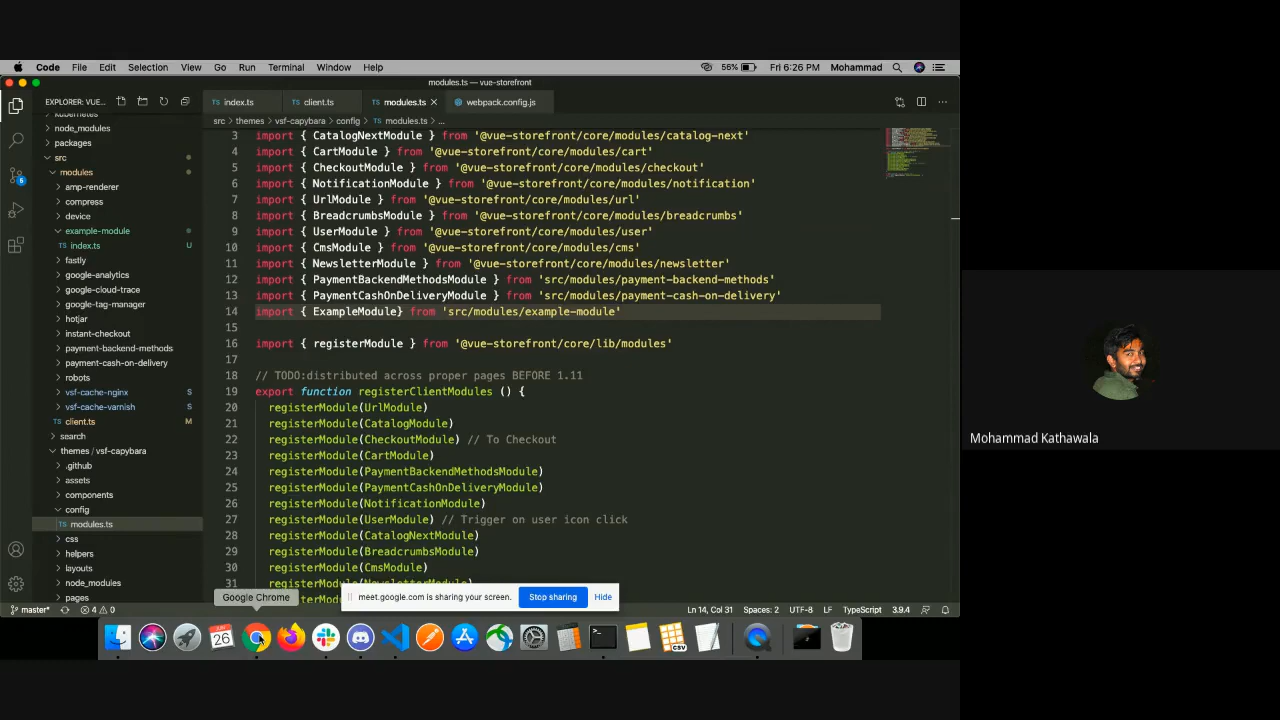 Code File Edit Selection View Go Run Terminal Window Help
56% Fri 6:26 PM Mohammad
modules.ts — vue-storefront
EXPLORER: VUE...
index.ts client.ts modules.ts webpack.config.js
src > themes > vsf-capybara > config > modules.ts > ...
kubernetes
node_modules
packages
src
modules
amp-renderer
compress
device
example-module
index.ts U
fastly
google-analytics
google-cloud-trace
google-tag-manager
hotjar
instant-checkout
payment-backend-methods
payment-cash-on-delivery
robots
vsf-cache-nginx S
vsf-cache-varnish S
client.ts M
search
themes / vsf-capybara
.github
assets
components
config
modules.ts
css
helpers
layouts
node_modules
pages
3 import { CatalogNextModule } from '@vue-storefront/core/modules/catalog-next'
4 import { CartModule } from '@vue-storefront/core/modules/cart'
5 import { CheckoutModule } from '@vue-storefront/core/modules/checkout'
6 import { NotificationModule } from '@vue-storefront/core/modules/notification'
7 import { UrlModule } from '@vue-storefront/core/modules/url'
8 import { BreadcrumbsModule } from '@vue-storefront/core/modules/breadcrumbs'
9 import { UserModule } from '@vue-storefront/core/modules/user'
10 import { CmsModule } from '@vue-storefront/core/modules/cms'
11 import { NewsletterModule } from '@vue-storefront/core/modules/newsletter'
12 import { PaymentBackendMethodsModule } from 'src/modules/payment-backend-methods'
13 import { PaymentCashOnDeliveryModule } from 'src/modules/payment-cash-on-delivery'
14 import { ExampleModule} from 'src/modules/example-module'
15
16 import { registerModule } from '@vue-storefront/core/lib/modules'
17
18 // TODO:distributed across proper pages BEFORE 1.11
19 export function registerClientModules () {
20 registerModule(UrlModule)
21 registerModule(CatalogModule)
22 registerModule(CheckoutModule) // To Checkout
23 registerModule(CartModule)
24 registerModule(PaymentBackendMethodsModule)
25 registerModule(PaymentCashOnDeliveryModule)
26 registerModule(NotificationModule)
27 registerModule(UserModule) // Trigger on user icon click
28 registerModule(CatalogNextModule)
29 registerModule(BreadcrumbsModule)
30 registerModule(CmsModule)
31 registerModule(NewsletterModule)
Google Chrome
meet.google.com is sharing your screen. Stop sharing Hide
master* 4 0 Ln 14, Col 31 Spaces: 2 UTF-8 LF TypeScript 3.9.4
26
CSV
Mohammad Kathawala